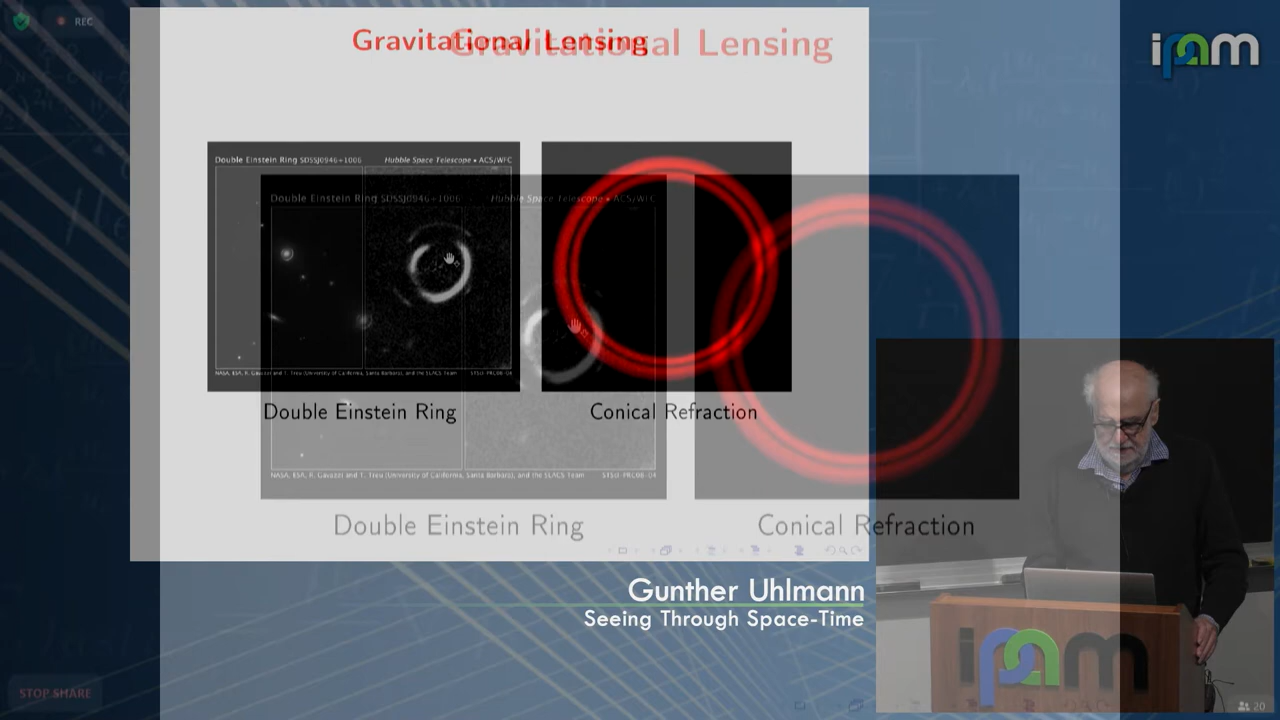 REC
Gravitational Lensing
Gravitational Lensing
ipam
Double Einstein Ring SDSSJ0946+1006 Hubble Space Telescope • ACS/WFC
Double Einstein Ring SDSSJ0946+1006 Hubble Space Telescope • ACS/WFC
NASA, ESA, R. Gavazzi and T. Treu (University of California, Santa Barbara), and the SLACS Team STScI-PRC08-04
Double Einstein Ring Conical Refraction
NASA, ESA, R. Gavazzi and T. Treu (University of California, Santa Barbara), and the SLACS Team STScI-PRC08-04
Double Einstein Ring Conical Refraction
Gunther Uhlmann
Seeing Through Space-Time
ipam
STOP SHARE
20